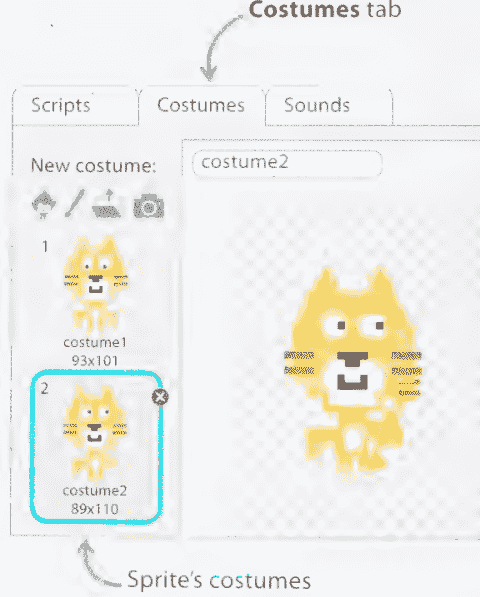 Costumes tab
Scripts
Costumes
Sounds
New costume:
costume2
1
costume1
93x101
2
costume2
89x110
Sprite's costumes